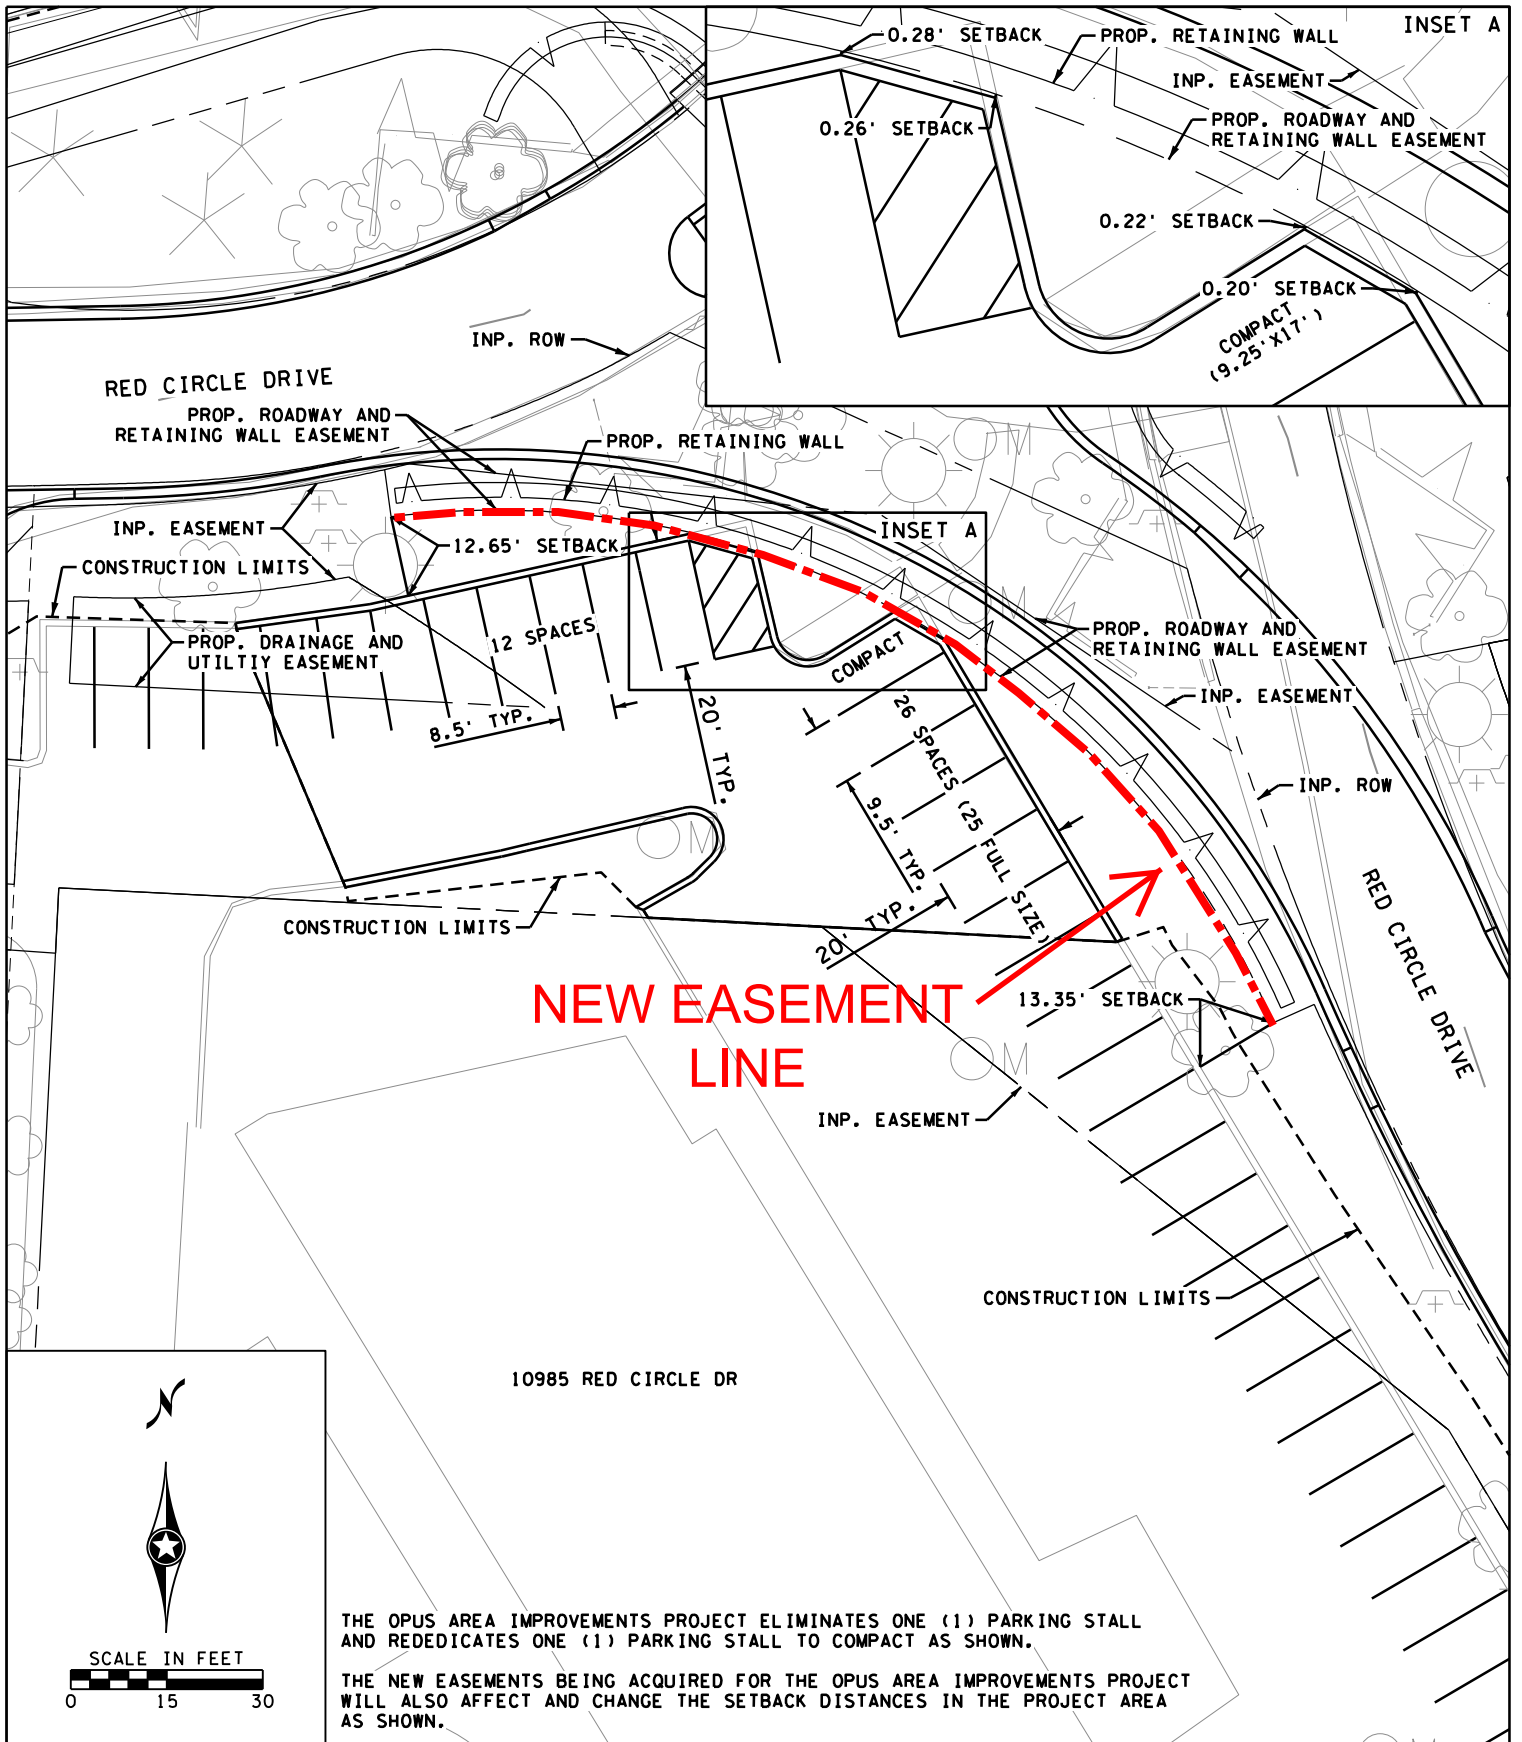 INSET A
0.28' SETBACK
PROP. RETAINING WALL
INP. EASEMENT
0.26' SETBACK
PROP. ROADWAY AND
RETAINING WALL EASEMENT
0.22' SETBACK
0.20' SETBACK
COMPACT
(9.25'X17')
INP. ROW
RED CIRCLE DRIVE
PROP. ROADWAY AND
RETAINING WALL EASEMENT
PROP. RETAINING WALL
M
INP. EASEMENT
12.65' SETBACK
INSET A
CONSTRUCTION LIMITS
M
PROP. DRAINAGE AND
UTILTIY EASEMENT
12 SPACES
COMPACT
PROP. ROADWAY AND
RETAINING WALL EASEMENT
INP. EASEMENT
8.5' TYP.
20' TYP.
26 SPACES (25 FULL SIZE)
INP. ROW
9.5' TYP.
M
20' TYP.
CONSTRUCTION LIMITS
RED CIRCLE DRIVE
NEW EASEMENT
LINE
13.35' SETBACK
M
INP. EASEMENT
CONSTRUCTION LIMITS
10985 RED CIRCLE DR
N
SCALE IN FEET
0 15 30
THE OPUS AREA IMPROVEMENTS PROJECT ELIMINATES ONE (1) PARKING STALL
AND REDEDICATES ONE (1) PARKING STALL TO COMPACT AS SHOWN.
THE NEW EASEMENTS BEING ACQUIRED FOR THE OPUS AREA IMPROVEMENTS PROJECT
WILL ALSO AFFECT AND CHANGE THE SETBACK DISTANCES IN THE PROJECT AREA
AS SHOWN.